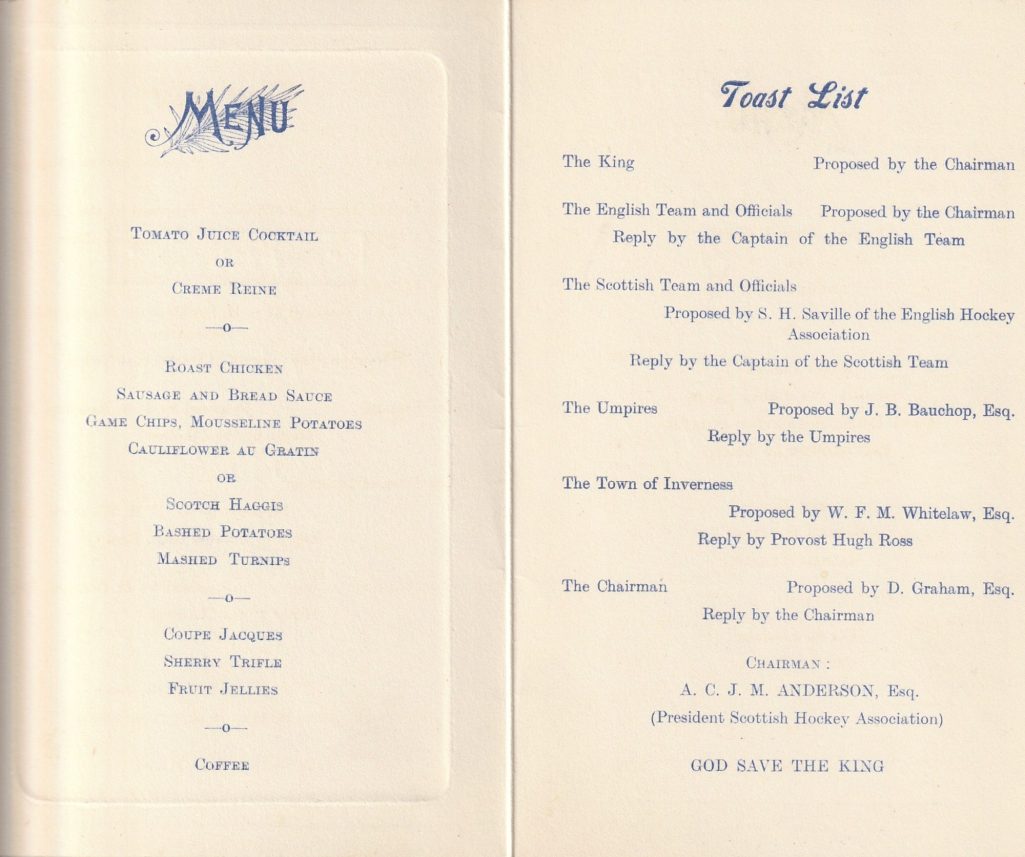 MENU
TOMATO JUICE COCKTAIL
OR
CREME REINE
—o—
ROAST CHICKEN
SAUSAGE AND BREAD SAUCE
GAME CHIPS, MOUSSELINE POTATOES
CAULIFLOWER AU GRATIN
OR
SCOTCH HAGGIS
BASHED POTATOES
MASHED TURNIPS
—o—
COUPE JACQUES
SHERRY TRIFLE
FRUIT JELLIES
—o—
COFFEE
Toast List
The King Proposed by the Chairman
The English Team and Officials Proposed by the Chairman
Reply by the Captain of the English Team
The Scottish Team and Officials
Proposed by S. H. Saville of the English Hockey
Association
Reply by the Captain of the Scottish Team
The Umpires Proposed by J. B. Bauchop, Esq.
Reply by the Umpires
The Town of Inverness
Proposed by W. F. M. Whitelaw, Esq.
Reply by Provost Hugh Ross
The Chairman Proposed by D. Graham, Esq.
Reply by the Chairman
CHAIRMAN :
A. C. J. M. ANDERSON, Esq.
(President Scottish Hockey Association)
GOD SAVE THE KING